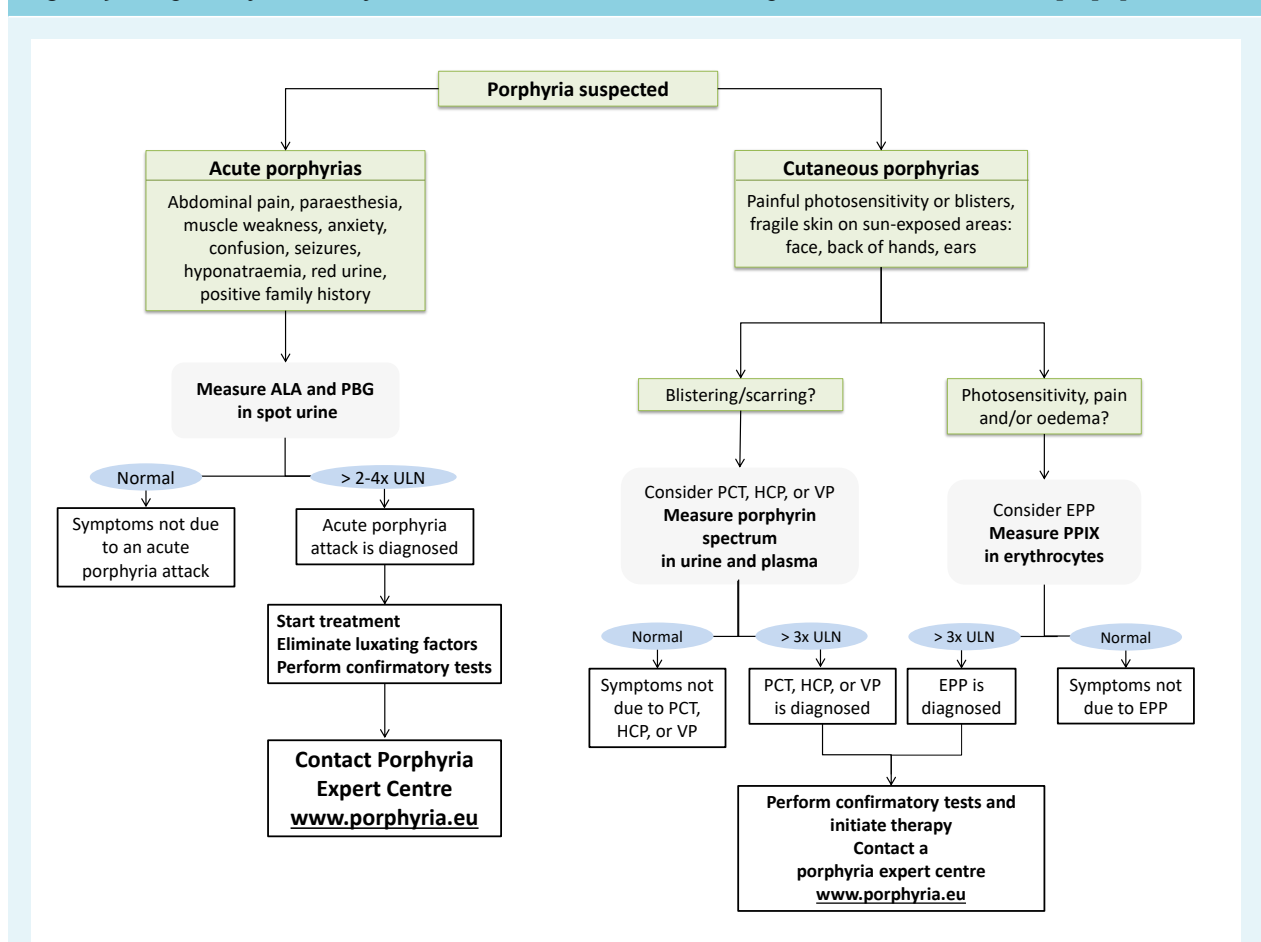 Porphyria suspected
Acute porphyrias
Abdominal pain, paraesthesia,
muscle weakness, anxiety,
confusion, seizures,
hyponatraemia, red urine,
positive family history
Measure ALA and PBG
in spot urine
Normal
> 2-4x ULN
Symptoms not due
to an acute
porphyria attack
Acute porphyria
attack is diagnosed
Start treatment
Eliminate luxating factors
Perform confirmatory tests
Contact Porphyria
Expert Centre
www.porphyria.eu
Cutaneous porphyrias
Painful photosensitivity or blisters,
fragile skin on sun-exposed areas:
face, back of hands, ears
Blistering/scarring?
Photosensitivity, pain
and/or oedema?
Consider PCT, HCP, or VP
Measure porphyrin
spectrum
in urine and plasma
Consider EPP
Measure PPIX
in erythrocytes
Normal
> 3x ULN
> 3x ULN
Normal
Symptoms not
due to PCT,
HCP, or VP
PCT, HCP, or VP
is diagnosed
EPP is
diagnosed
Symptoms not
due to EPP
Perform confirmatory tests and
initiate therapy
Contact a
porphyria expert centre
www.porphyria.eu